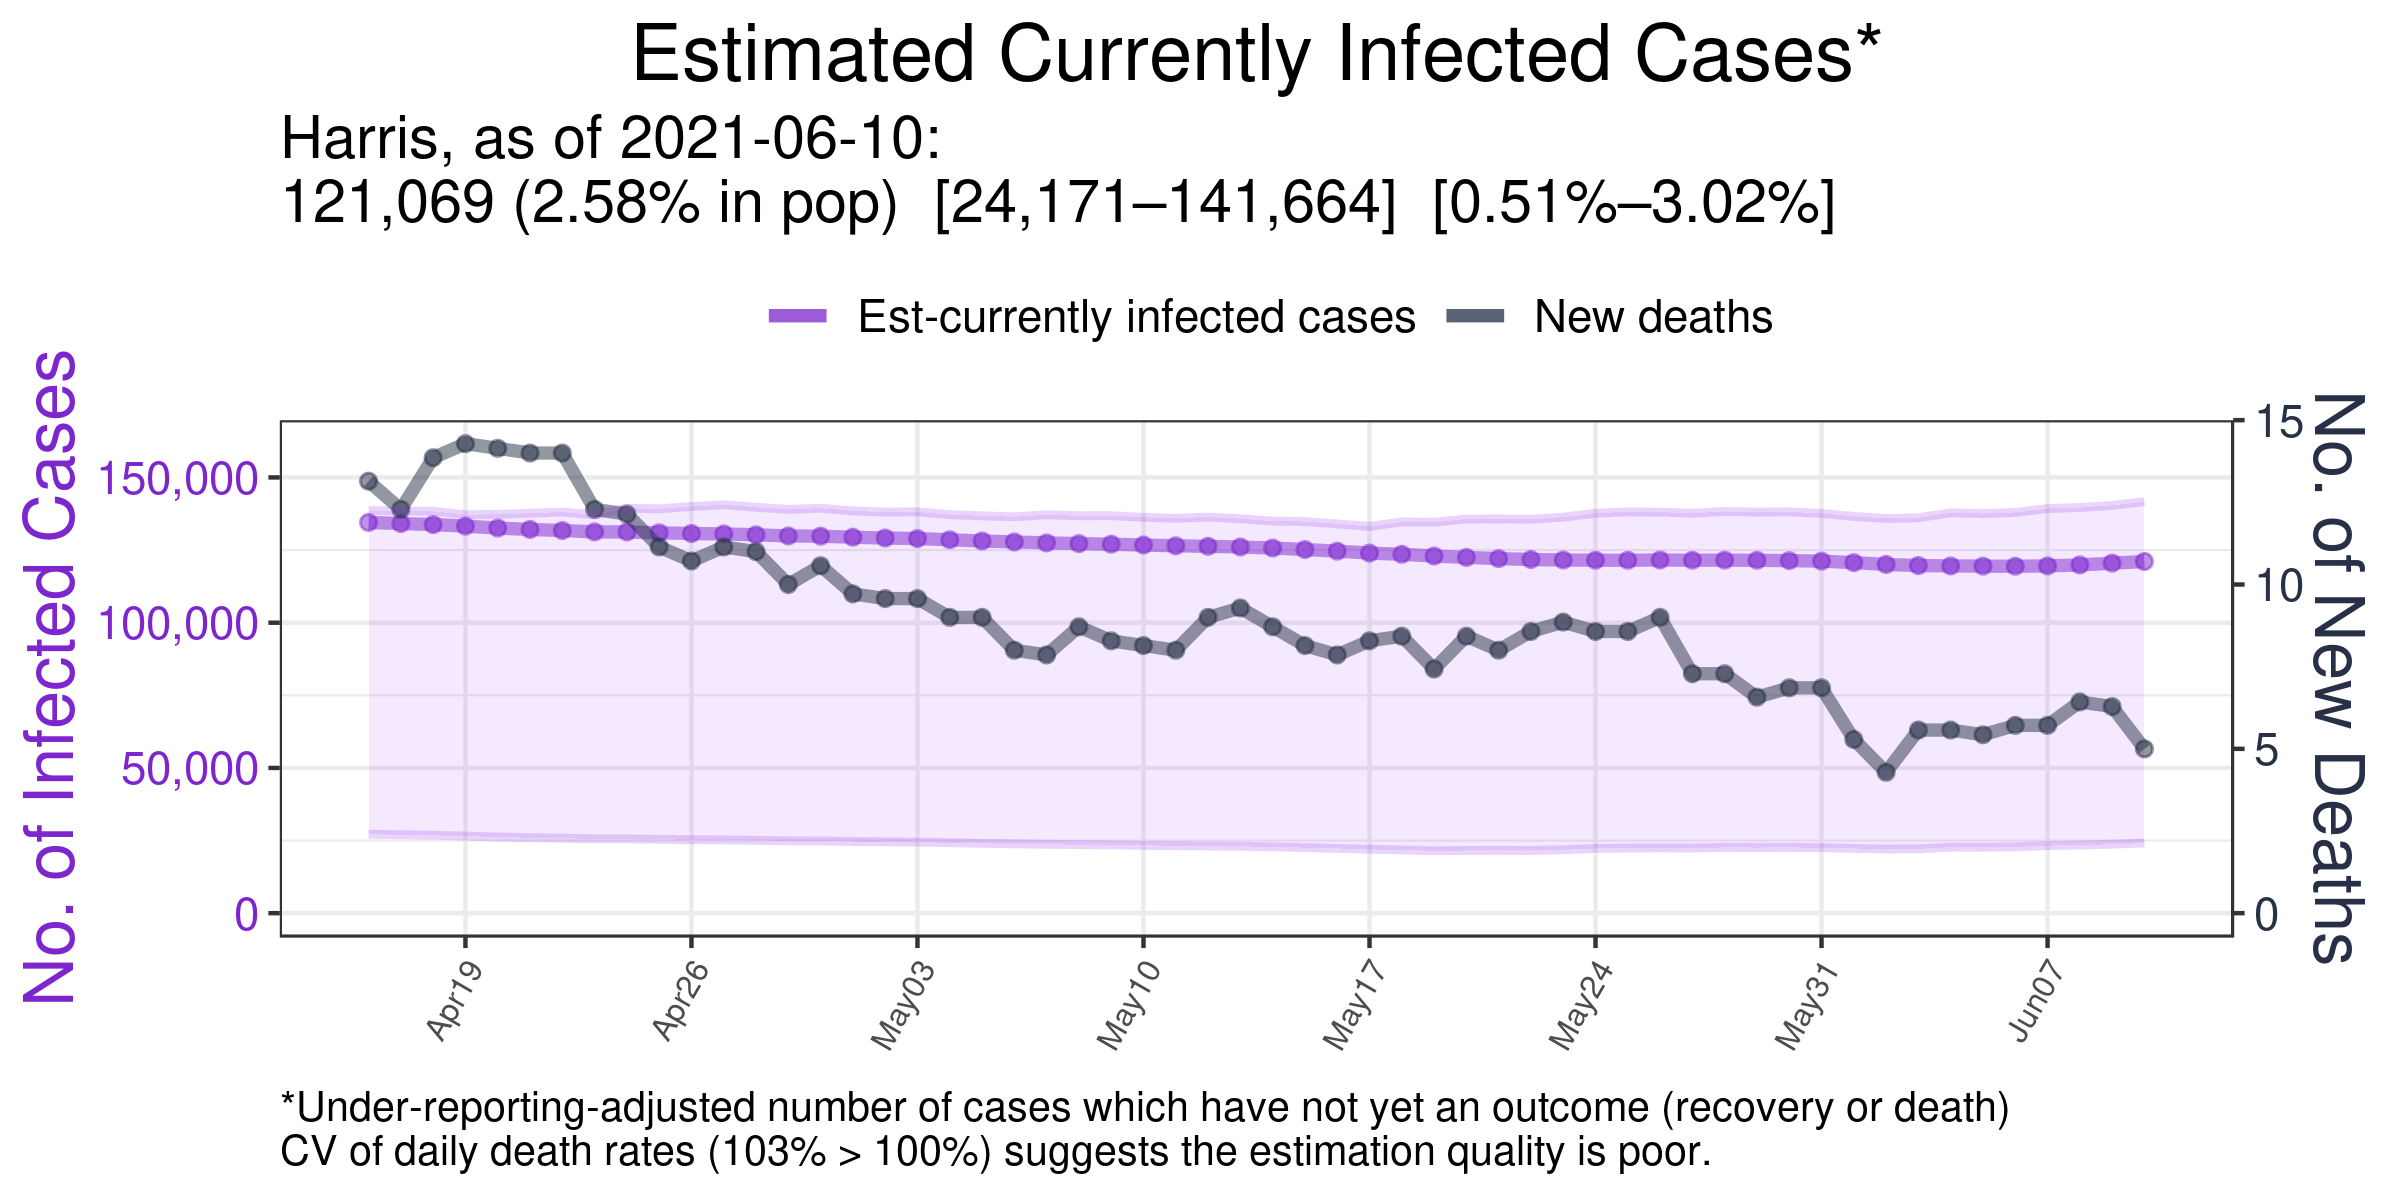 Estimated Currently Infected Cases*
Harris, as of 2021-06-10:
121,069 (2.58% in pop)  [24,171–141,664]  [0.51%–3.02%]
Est-currently infected cases
New deaths
No. of Infected Cases
150,000
100,000
50,000
0
15
10
5
0
No. of New Deaths
Apr19
Apr26
May03
May10
May17
May24
May31
Jun07
*Under-reporting-adjusted number of cases which have not yet an outcome (recovery or death)
CV of daily death rates (103% > 100%) suggests the estimation quality is poor.